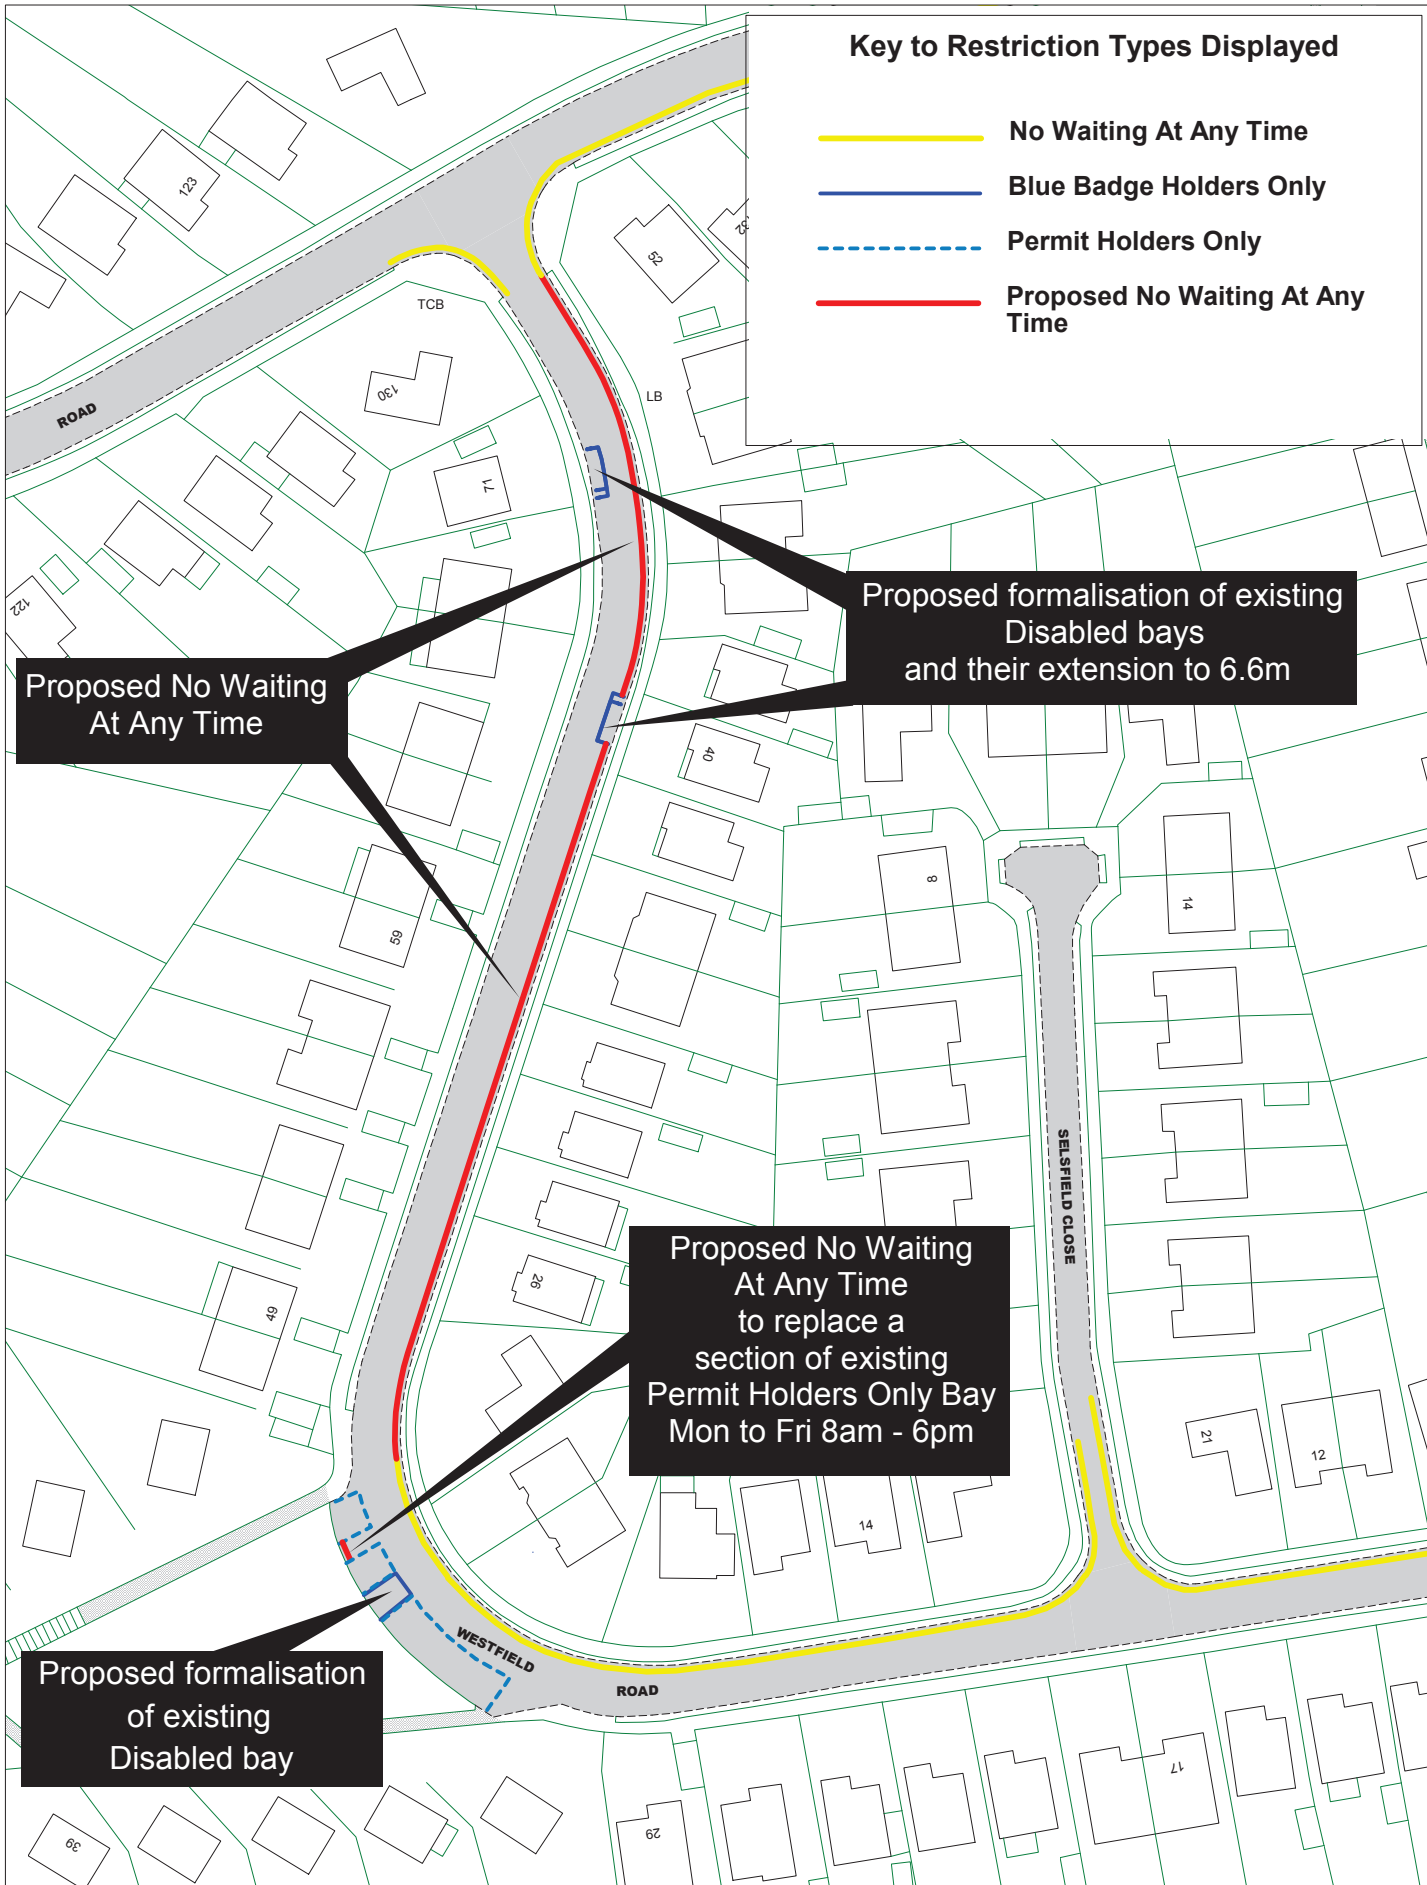 Key to Restriction Types Displayed
No Waiting At Any Time
Blue Badge Holders Only
Permit Holders Only
Proposed No Waiting At Any
Time
123
52
32
TCB
130
LB
ROAD
71
122
Proposed formalisation of existing
Disabled bays
and their extension to 6.6m
Proposed No Waiting
At Any Time
40
8
14
59
SELSFIELD CLOSE
Proposed No Waiting
At Any Time
to replace a
section of existing
Permit Holders Only Bay
Mon to Fri 8am - 6pm
26
49
21
12
14
WESTFIELD
ROAD
Proposed formalisation
of existing
Disabled bay
17
29
39